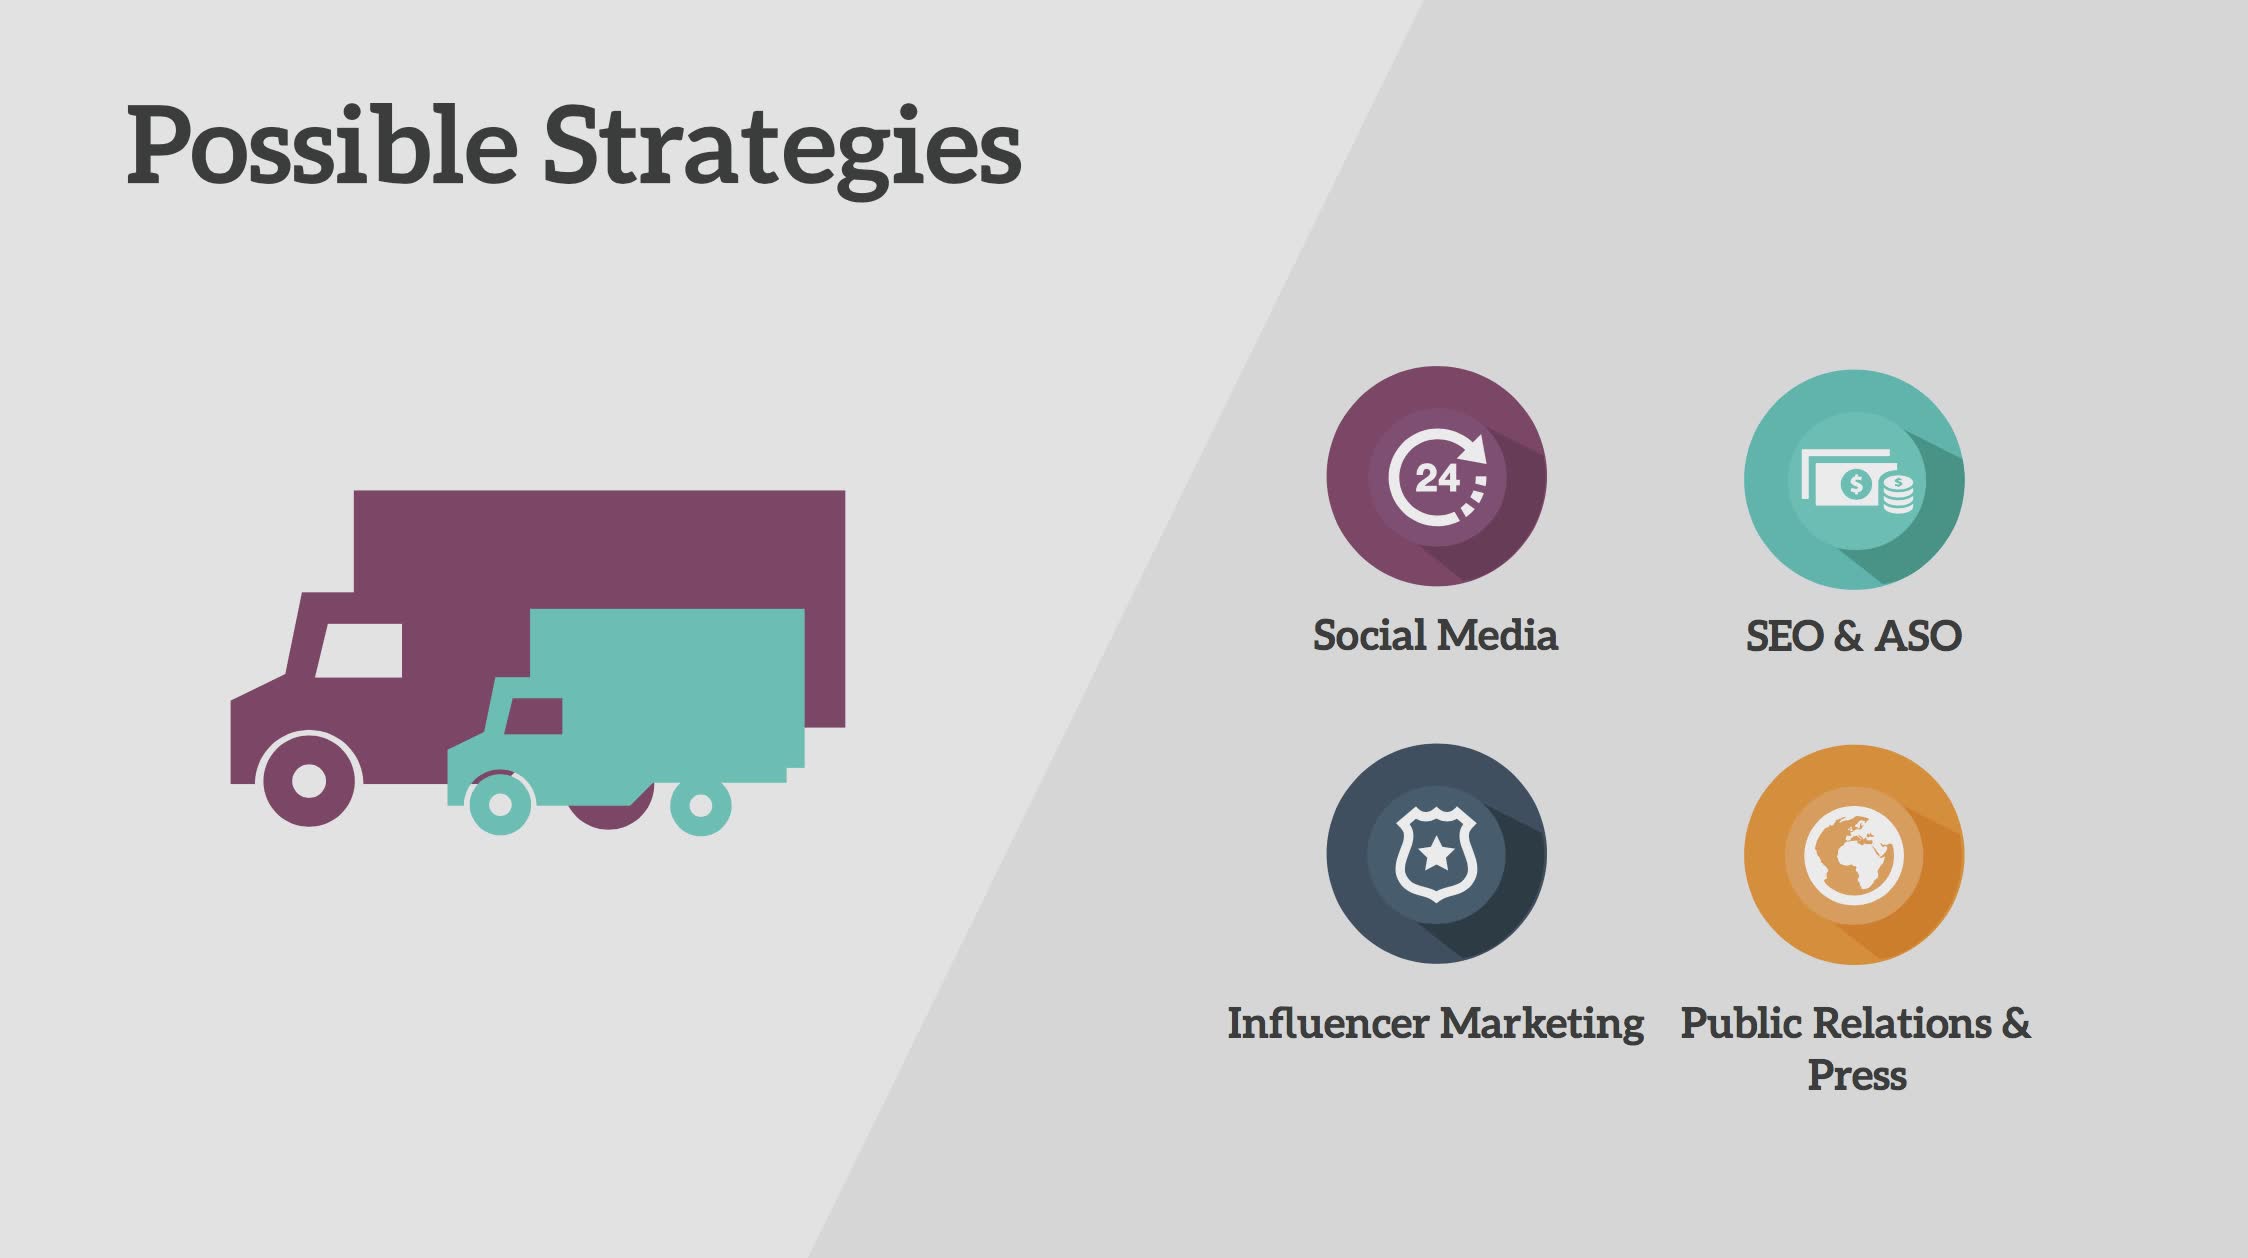 Possible Strategies
24
$ $
Social Media
SEO & ASO
Influencer Marketing
Public Relations &
Press